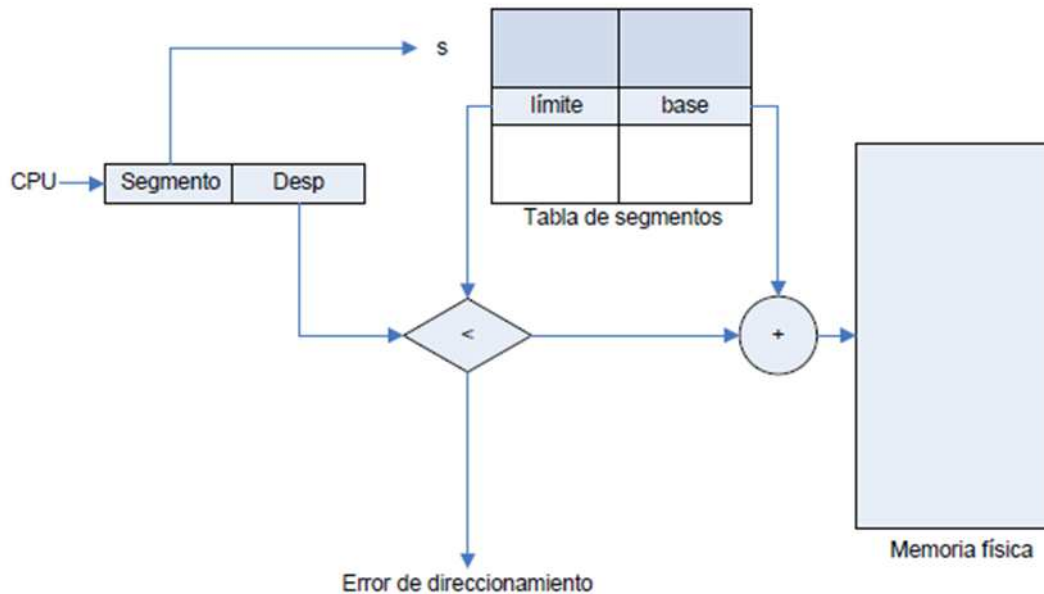 s
límite
base
CPU
Segmento
Desp
Tabla de segmentos
<
+
Memoria física
Error de direccionamiento